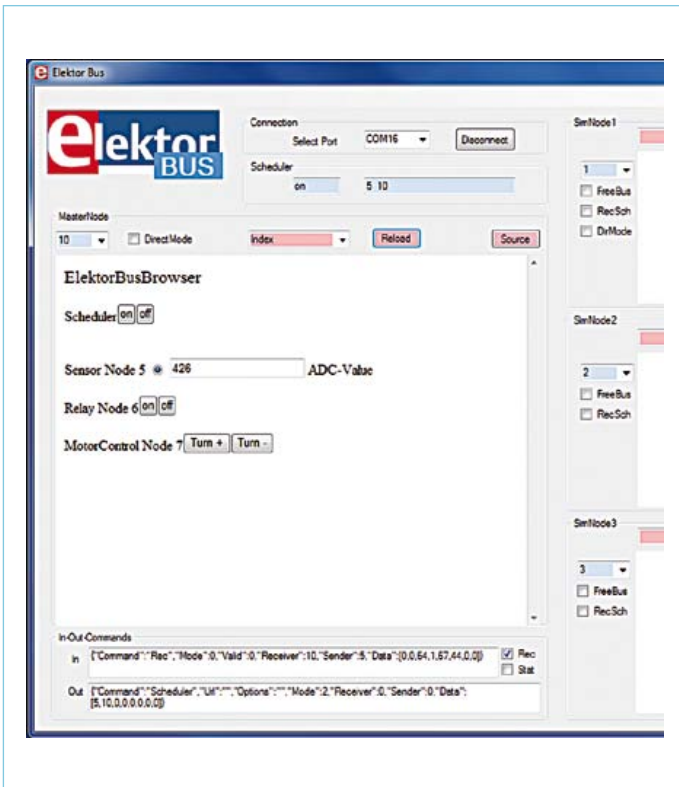 Elektor Bus
elektor
BUS
Connection
Select Port COM16 Disconnect
Scheduler
on 5 10
MasterNode
10 DirectMode Index Reload Source
ElektorBusBrowser
Scheduler on off
Sensor Node 5 426 ADC-Value
Relay Node 6 on off
MotorControl Node 7 Turn + Turn -
In-Out-Commands
In {"Command":"Rec","Mode":0,"Valid":0,"Receiver":10,"Sender":5,"Data":[0,0,64,1,67,44,0,0]} Rec
Stat
Out {"Command":"Scheduler","Url":"","Options":"","Mode":2,"Receiver":0,"Sender":0,"Data":
[5,10,0,0,0,0,0,0]}
SimNode1
1
FreeBus
RecSch
DirMode
SimNode2
2
FreeBus
RecSch
SimNode3
3
FreeBus
RecSch